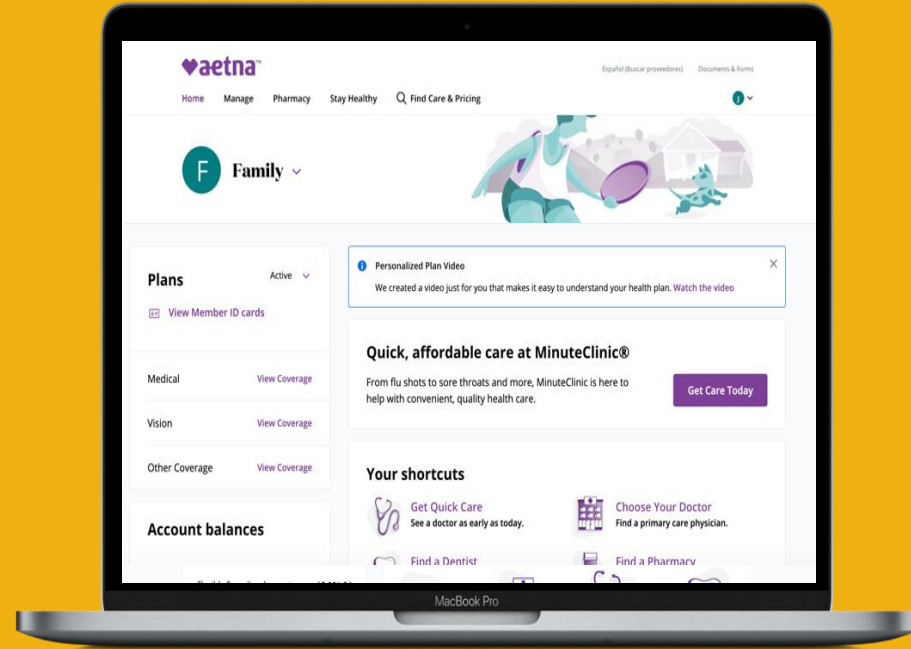 aetna™
Español (Buscar proveedores) Documents & Forms
Home Manage Pharmacy Stay Healthy Find Care & Pricing
J
F Family
Plans Active
View Member ID cards
Medical View Coverage
Vision View Coverage
Other Coverage View Coverage
Account balances
Personalized Plan Video
We created a video just for you that makes it easy to understand your health plan. Watch the video
Quick, affordable care at MinuteClinic®
From flu shots to sore throats and more, MinuteClinic is here to
help with convenient, quality health care.
Get Care Today
Your shortcuts
Get Quick Care
See a doctor as early as today.
Choose Your Doctor
Find a primary care physician.
Find a Dentist
Find a Pharmacy
MacBook Pro